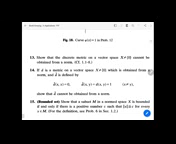 Fig. 18. Curves φₚ(x) = 1 in Prob. 12
13. Show that the discrete metric on a vector space X ≠ {0} cannot be
obtained from a norm. (Cf. 1.1-8.)
14. If d is a metric on a vector space X ≠ {0} which is obtained from a
norm, and d̃ is defined by
d̃(x, x) = 0, d̃(x, y) = d(x, y) + 1 (x ≠ y),
show that d̃ cannot be obtained from a norm.
15. (Bounded set) Show that a subset M in a normed space X is bounded
if and only if there is a positive number c such that ‖x‖ ≦ c for every
x ∈ M. (For the definition, see Prob. 6 in Sec. 1.2.)